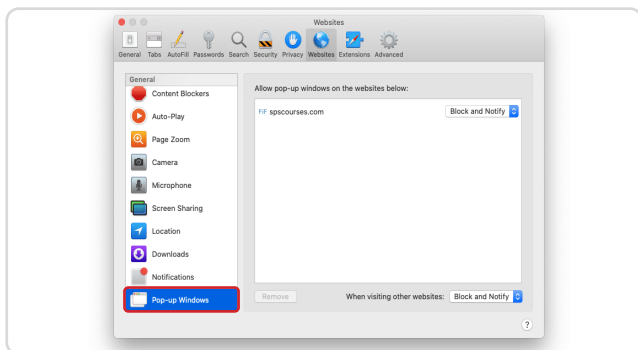 Websites
General Tabs AutoFill Passwords Search Security Privacy Websites Extensions Advanced
General
Content Blockers
Auto-Play
Page Zoom
Camera
Microphone
Screen Sharing
Location
Downloads
Notifications
Pop-up Windows
Allow pop-up windows on the websites below:
FiF spscourses.com Block and Notify
Remove When visiting other websites: Block and Notify
?